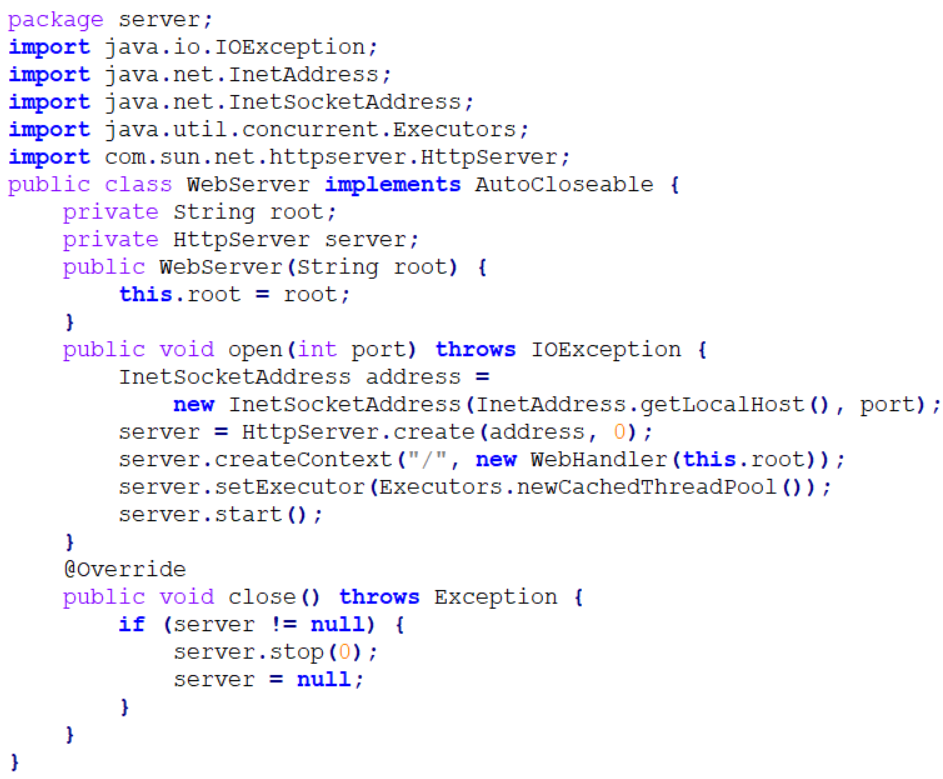 package server;
import java.io.IOException;
import java.net.InetAddress;
import java.net.InetSocketAddress;
import java.util.concurrent.Executors;
import com.sun.net.httpserver.HttpServer;
public class WebServer implements AutoCloseable {
    private String root;
    private HttpServer server;
    public WebServer(String root) {
        this.root = root;
    }
    public void open(int port) throws IOException {
        InetSocketAddress address =
            new InetSocketAddress(InetAddress.getLocalHost(), port);
        server = HttpServer.create(address, 0);
        server.createContext("/", new WebHandler(this.root));
        server.setExecutor(Executors.newCachedThreadPool());
        server.start();
    }
    @Override
    public void close() throws Exception {
        if (server != null) {
            server.stop(0);
            server = null;
        }
    }
}